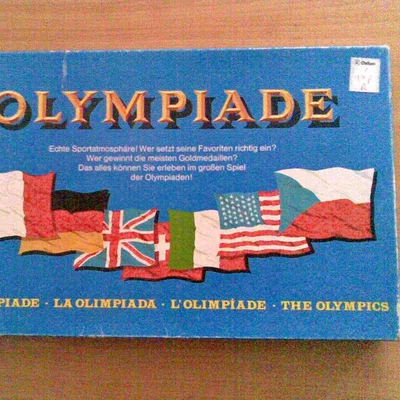 OLYMPIADE
Echte Sportatmosphäre! Wer setzt seine Favoriten richtig ein?
Wer gewinnt die meisten Goldmedaillen?
Das alles können Sie erleben im großen Spiel
der Olympiaden!
PIADE · LA OLIMPIADA · L'OLIMPÍADE · THE OLYMPICS